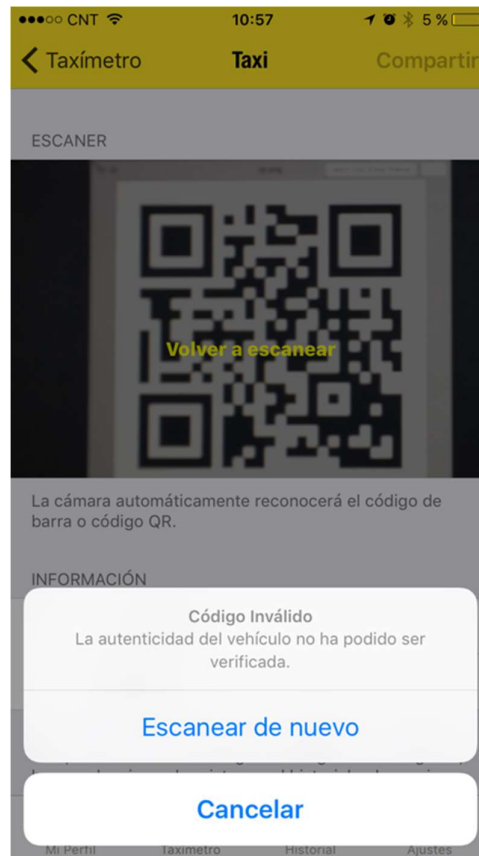 CNT 10:57 5 %
Taxímetro Taxi Compartir
ESCANER
Volver a escanear
La cámara automáticamente reconocerá el código de
barra o código QR.
INFORMACIÓN
Código Inválido
La autenticidad del vehículo no ha podido ser
verificada.
Escanear de nuevo
Cancelar
Mi Perfil Taxímetro Historial Ajustes